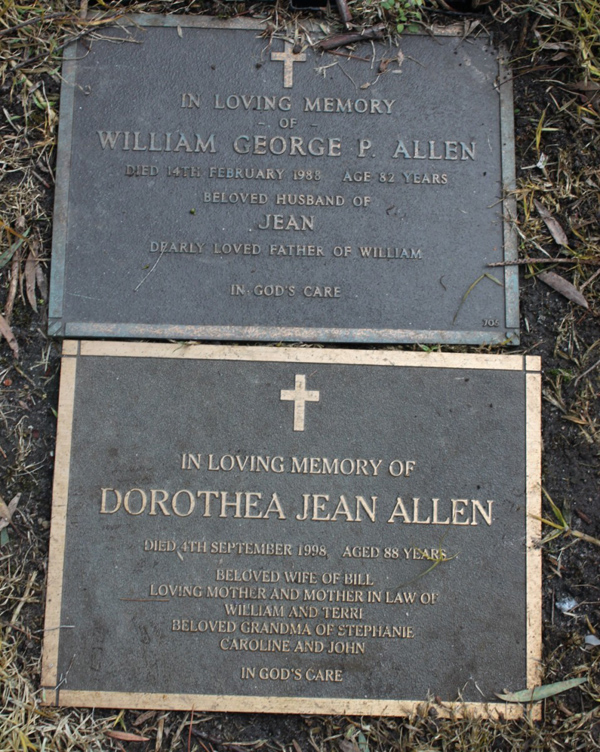 IN LOVING MEMORY
- OF -
WILLIAM GEORGE P. ALLEN
DIED 14TH FEBRUARY 1988 AGE 82 YEARS
BELOVED HUSBAND OF
JEAN
DEARLY LOVED FATHER OF WILLIAM
IN GOD'S CARE
IN LOVING MEMORY OF
DOROTHEA JEAN ALLEN
DIED 4TH SEPTEMBER 1998, AGED 88 YEARS
BELOVED WIFE OF BILL
LOVING MOTHER AND MOTHER IN LAW OF
WILLIAM AND TERRI
BELOVED GRANDMA OF STEPHANIE
CAROLINE AND JOHN
IN GOD'S CARE